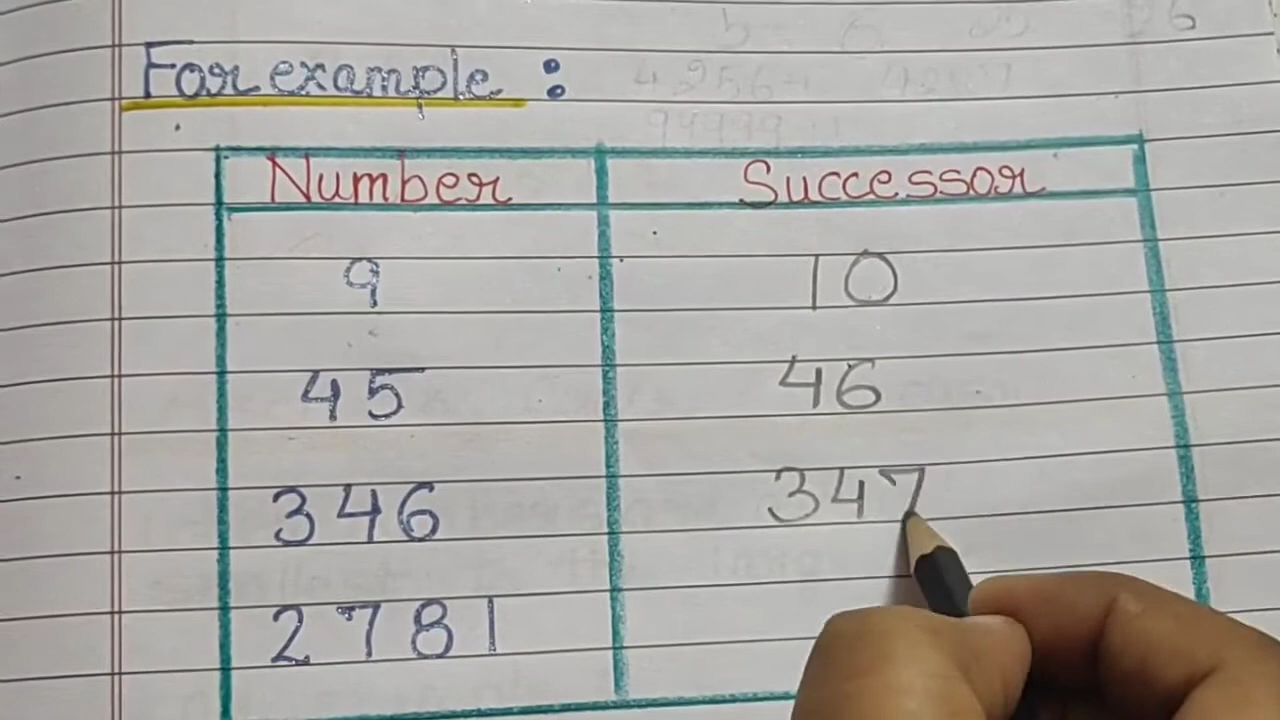 For example :
Number Successor
9 10
45 46
346 347
2781